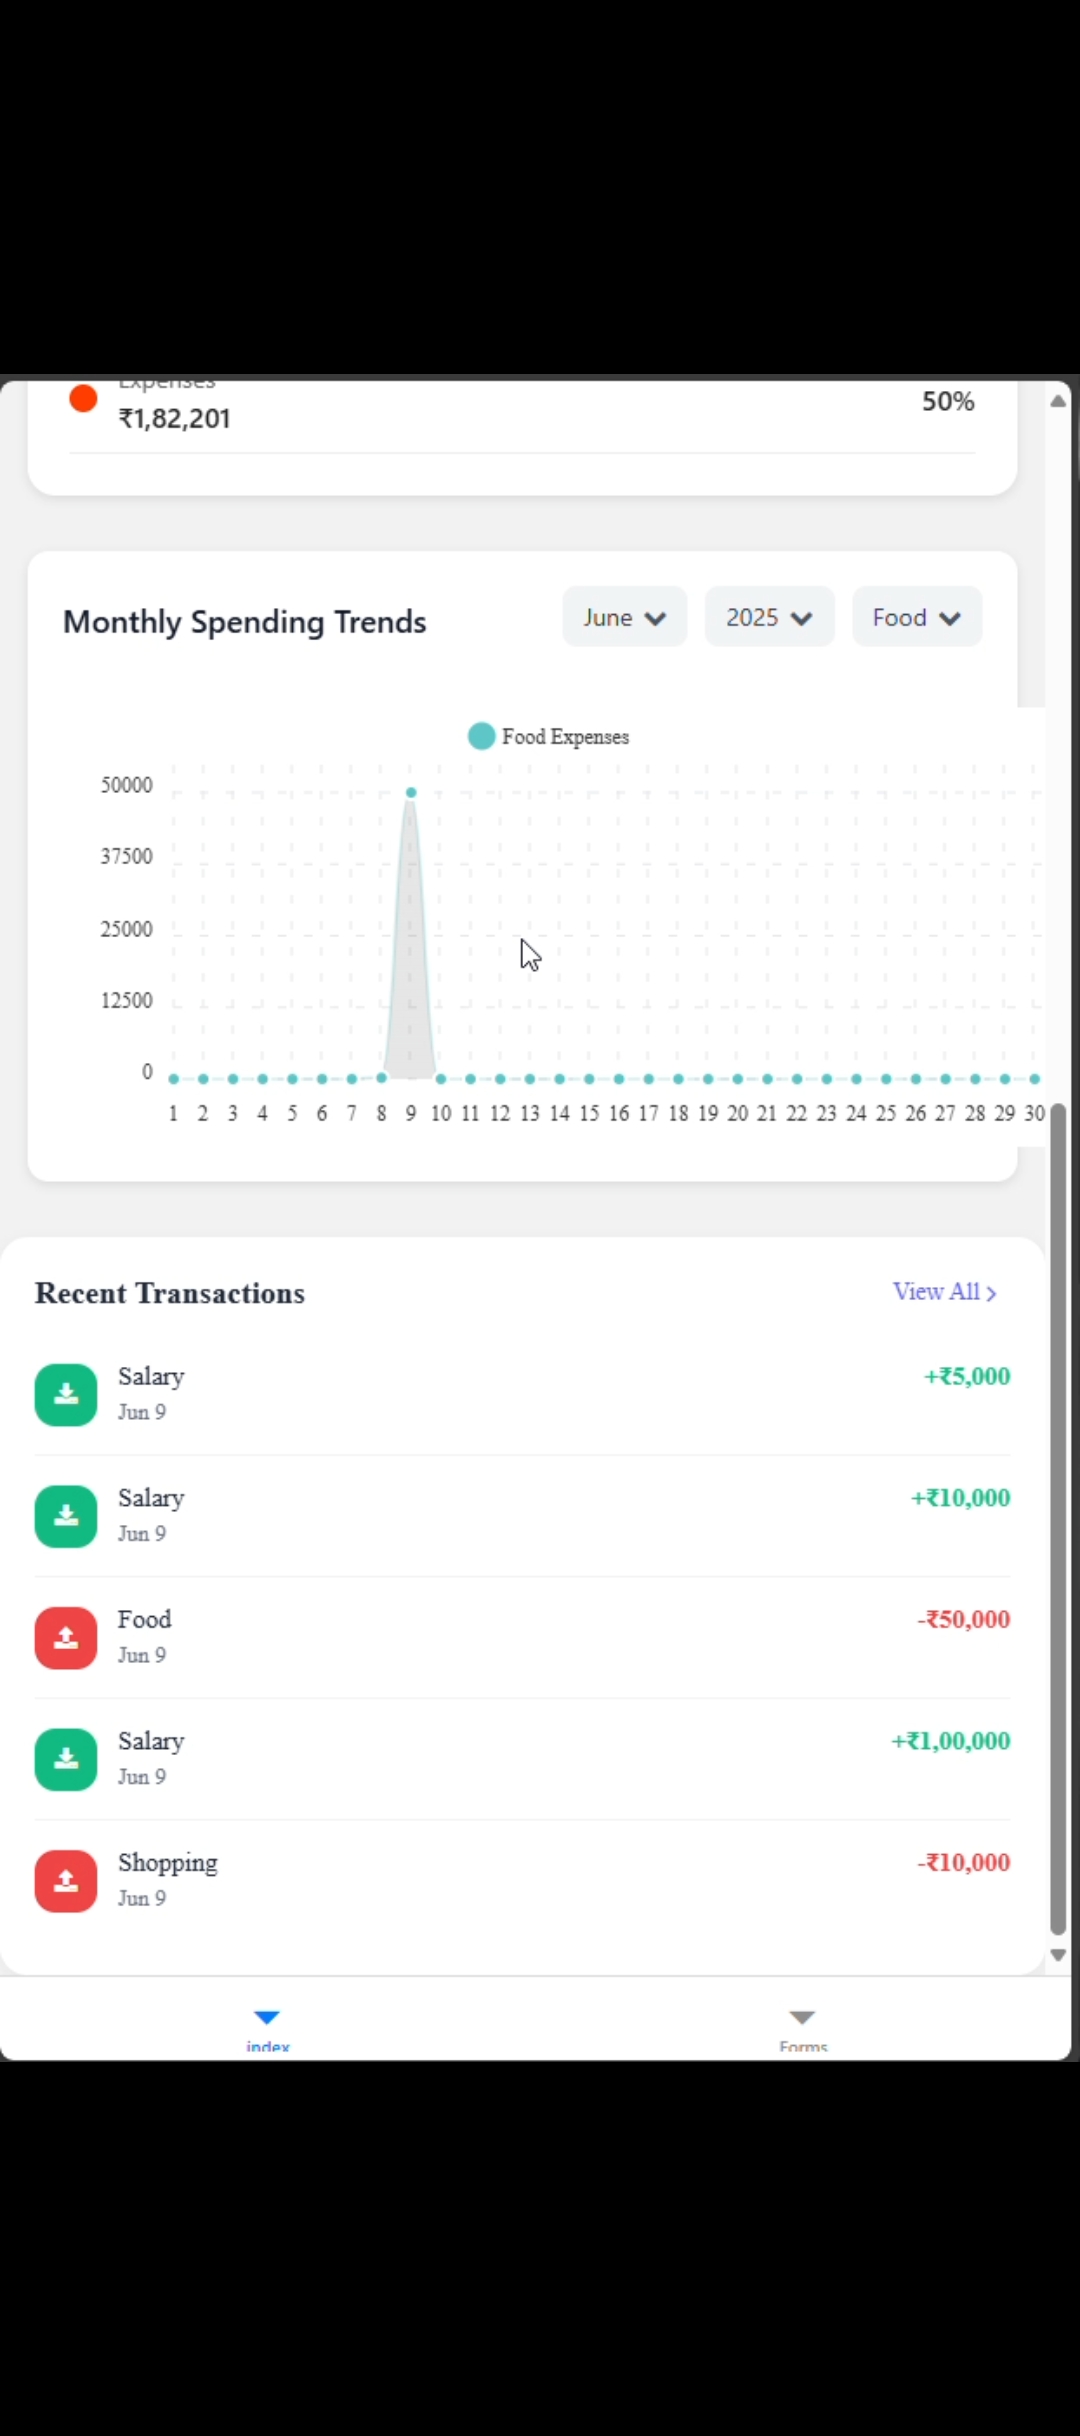 Expenses
₹1,82,201
50%
Monthly Spending Trends
June
2025
Food
Food Expenses
50000
37500
25000
12500
0
1 2 3 4 5 6 7 8 9 10 11 12 13 14 15 16 17 18 19 20 21 22 23 24 25 26 27 28 29 30
Recent Transactions
View All
Salary
+₹5,000
Jun 9
Salary
+₹10,000
Jun 9
Food
-₹50,000
Jun 9
Salary
+₹1,00,000
Jun 9
Shopping
-₹10,000
Jun 9
index
Forms